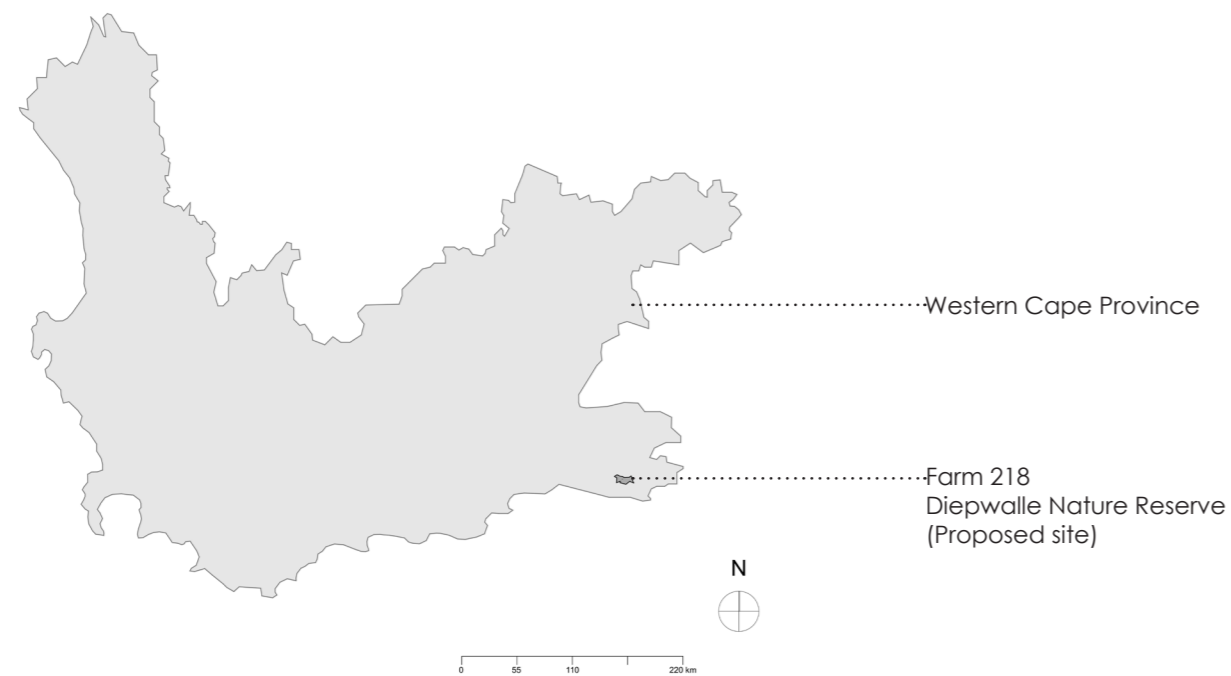 Western Cape Province
Farm 218
Diepwalle Nature Reserve
(Proposed site)
N
0 55 110 220 km